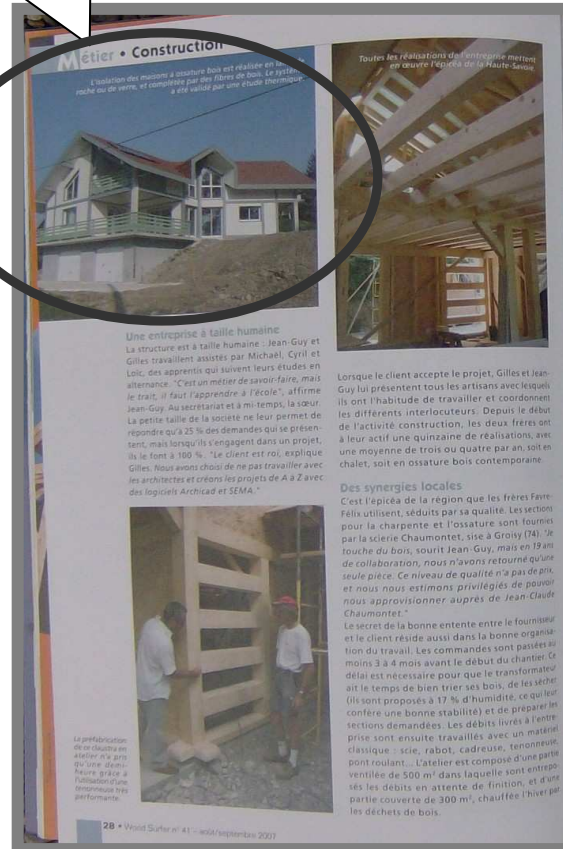 Métier • Construction
L'isolation des maisons à ossature bois est réalisée en
roche ou de verre, et complétée par des fibres de bois. Le système
a été validé par une étude thermique.
Toutes les réalisations de l'entreprise mettent
en œuvre l'épicéa de la Haute-Savoie.
Une entreprise à taille humaine
La structure est à taille humaine : Jean-Guy et
Gilles travaillent assistés par Michaël, Cyril et
Loïc, des apprentis qui suivent leurs études en
alternance. "C'est un métier de savoir-faire, mais
le trait, il faut l'apprendre à l'école", affirme
Jean-Guy. Au secrétariat et à mi-temps, la sœur.
La petite taille de la société ne leur permet de
répondre qu'à 25 % des demandes qui se présen-
tent, mais lorsqu'ils s'engagent dans un projet,
ils le font à 100 %. "Le client est roi, explique
Gilles. Nous avons choisi de ne pas travailler avec
les architectes et créons les projets de A à Z avec
des logiciels Archicad et SEMA."
La préfabrication
de ce claustra en
atelier n'a pris
qu'une demi-
heure grâce à
l'utilisation d'une
tenonneuse très
performante.
Lorsque le client accepte le projet, Gilles et Jean-
Guy lui présentent tous les artisans avec lesquels
ils ont l'habitude de travailler et coordonnent
les différents interlocuteurs. Depuis le début
de l'activité construction, les deux frères ont
à leur actif une quinzaine de réalisations, avec
une moyenne de trois ou quatre par an, soit en
chalet, soit en ossature bois contemporaine.
Des synergies locales
C'est l'épicéa de la région que les frères Favre-
Félix utilisent, séduits par sa qualité. Les sections
pour la charpente et l'ossature sont fournies
par la scierie Chaumontet, sise à Groisy (74). "Je
touche du bois, sourit Jean-Guy, mais en 19 ans
de collaboration, nous n'avons retourné qu'une
seule pièce. Ce niveau de qualité n'a pas de prix,
et nous nous estimons privilégiés de pouvoir
nous approvisionner auprès de Jean-Claude
Chaumontet."
Le secret de la bonne entente entre le fournisseur
et le client réside aussi dans la bonne organisa-
tion du travail. Les commandes sont passées au
moins 3 à 4 mois avant le début du chantier. Ce
délai est nécessaire pour que le transformateur
ait le temps de bien trier ses bois, de les sécher
(ils sont proposés à 17 % d'humidité, ce qui leur
confère une bonne stabilité) et de préparer les
sections demandées. Les débits livrés à l'entre-
prise sont ensuite travaillés avec un matériel
classique : scie, rabot, cadreuse, tenonneuse,
pont roulant... L'atelier est composé d'une partie
ventilée de 500 m² dans laquelle sont entrepo-
sés les débits en attente de finition, et d'une
partie couverte de 300 m², chauffée l'hiver par
les déchets de bois.
28 • Wood Surfer n° 41 - août/septembre 2007